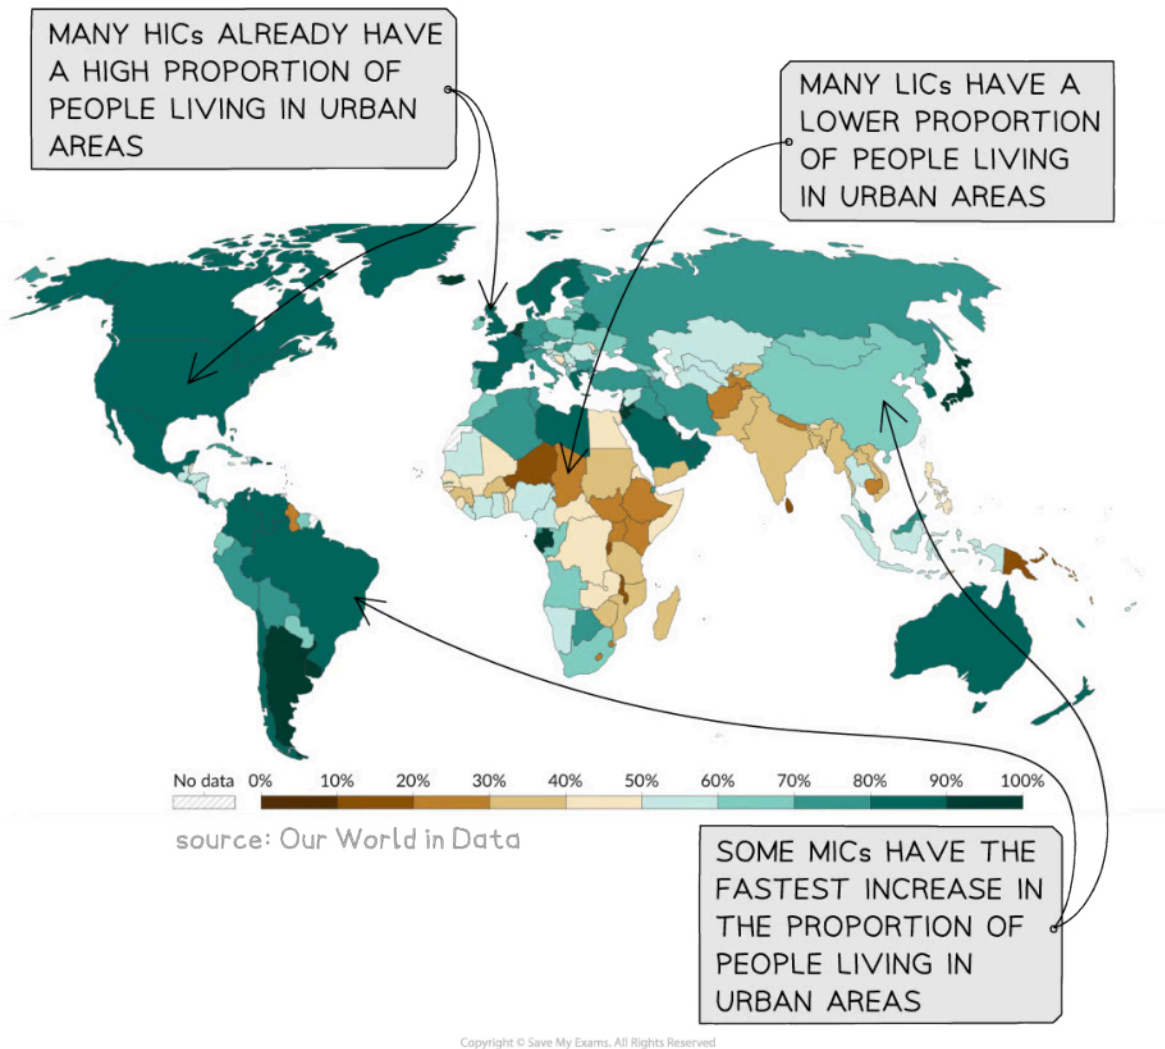 MANY HICs ALREADY HAVE
A HIGH PROPORTION OF
PEOPLE LIVING IN URBAN
AREAS
MANY LICs HAVE A
LOWER PROPORTION
OF PEOPLE LIVING
IN URBAN AREAS
No data 0% 10% 20% 30% 40% 50% 60% 70% 80% 90% 100%
source: Our World in Data
SOME MICs HAVE THE
FASTEST INCREASE IN
THE PROPORTION OF
PEOPLE LIVING IN
URBAN AREAS
Copyright © Save My Exams. All Rights Reserved